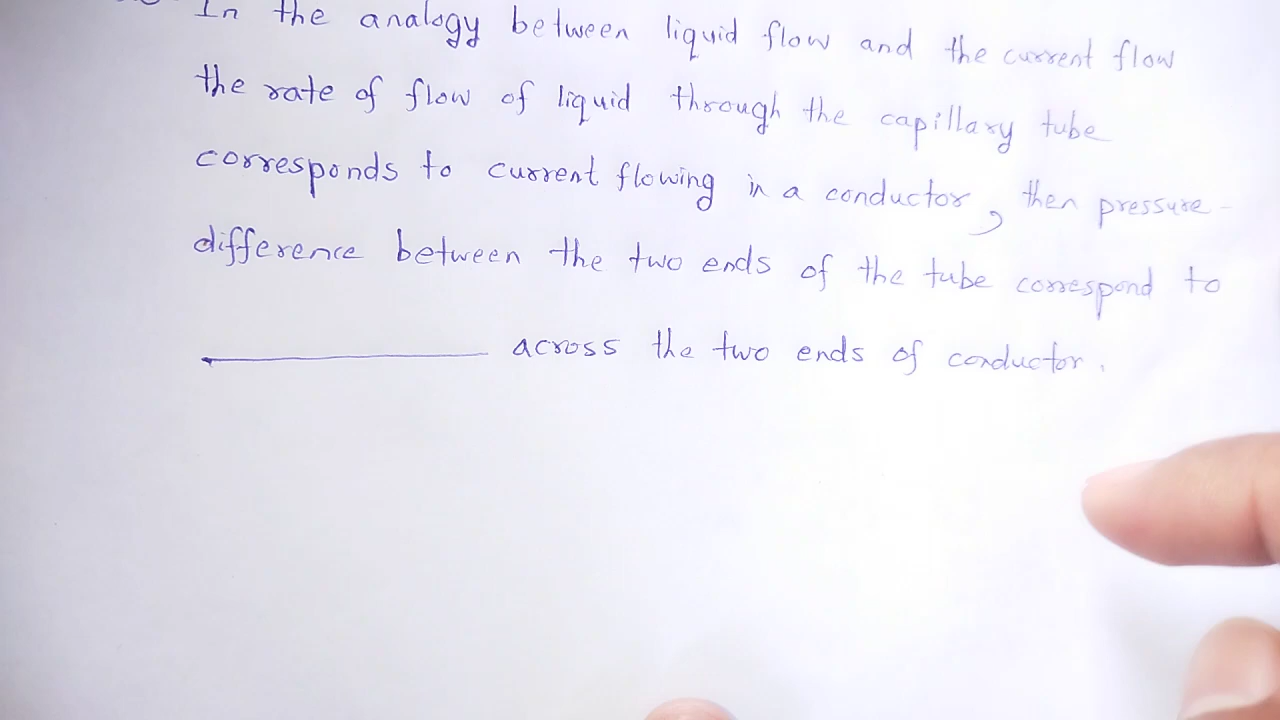 In the analogy between liquid flow and the current flow
the rate of flow of liquid through the capillary tube
corresponds to current flowing in a conductor, then pressure-
difference between the two ends of the tube correspond to
__________ across the two ends of conductor.